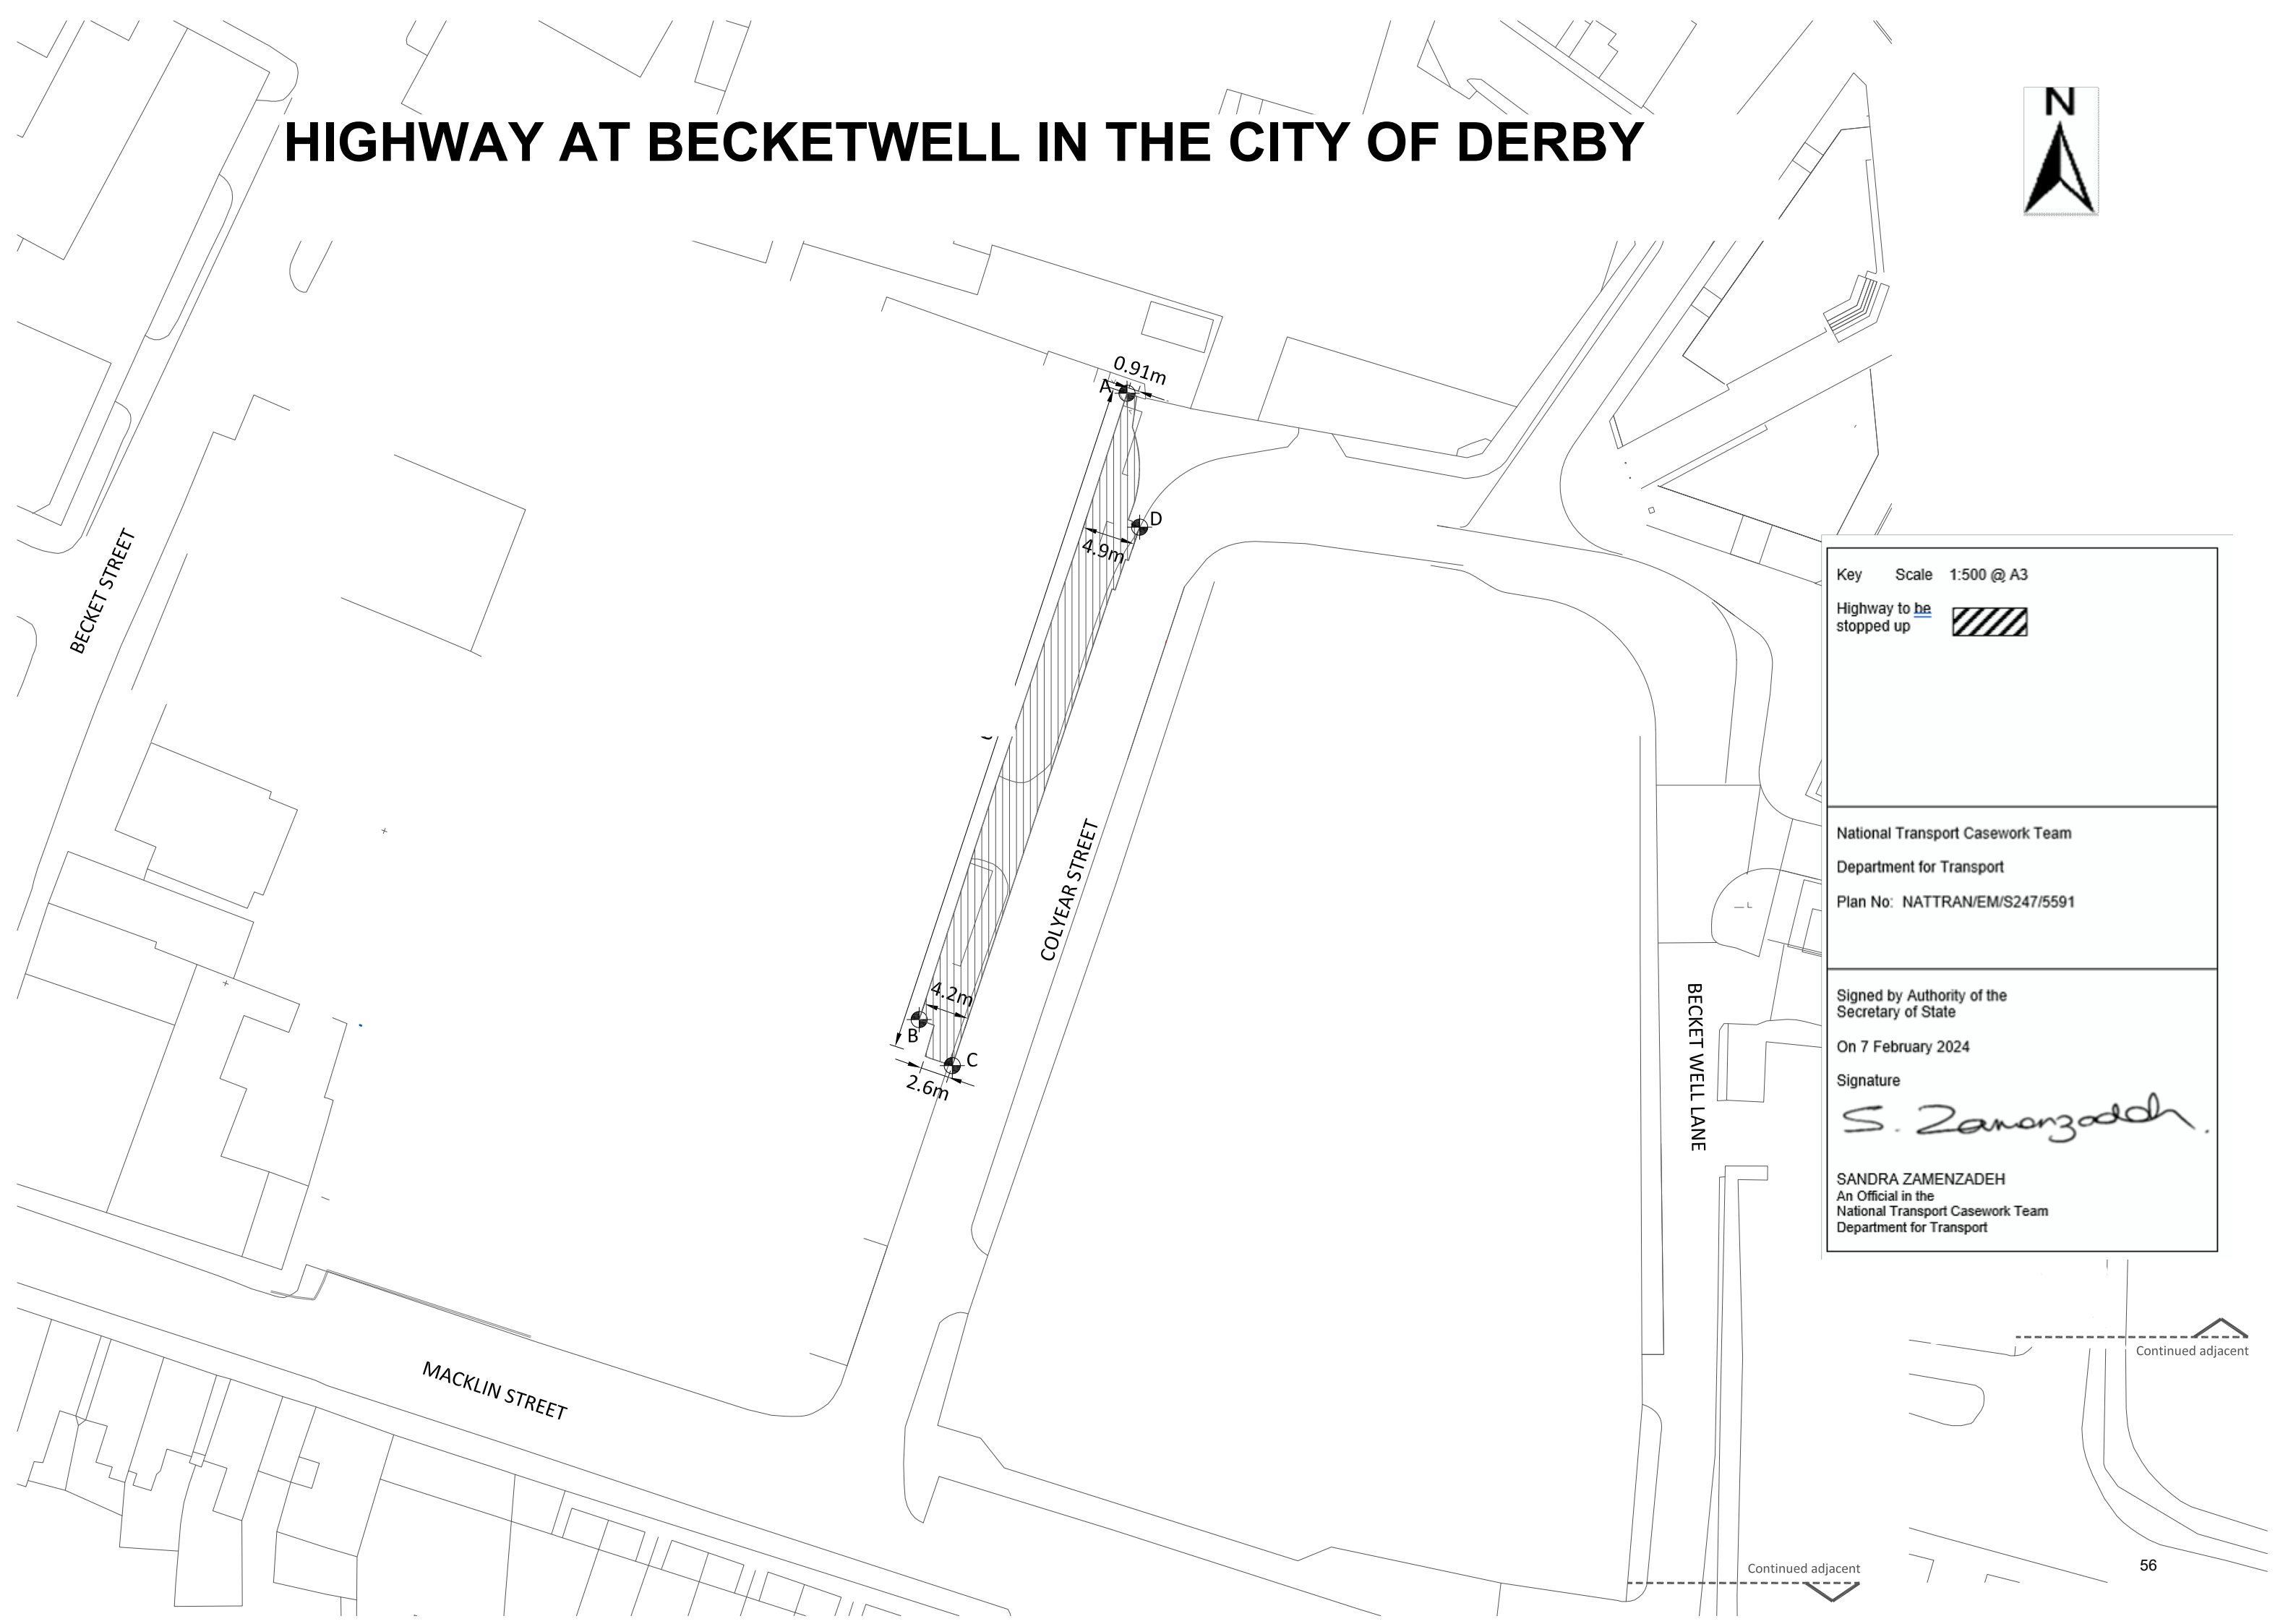 HIGHWAY AT BECKETWELL IN THE CITY OF DERBY
N
0.91m
A
D
4.9m
BECKET STREET
COLYEAR STREET
4.2m
B
C
2.6m
BECKET WELL LANE
MACKLIN STREET
Key Scale 1:500 @ A3
Highway to be
stopped up
National Transport Casework Team
Department for Transport
Plan No: NATTRAN/EM/S247/5591
Signed by Authority of the
Secretary of State
On 7 February 2024
Signature
S. Zamenzadeh.
SANDRA ZAMENZADEH
An Official in the
National Transport Casework Team
Department for Transport
Continued adjacent
Continued adjacent
56